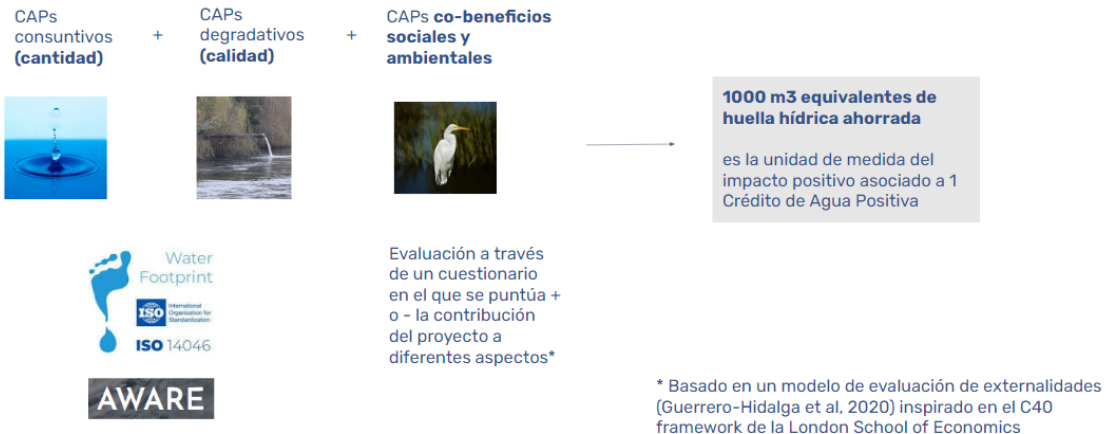 CAPs
consuntivos
(cantidad)
+
CAPs
degradativos
(calidad)
+
CAPs co-beneficios
sociales y
ambientales
1000 m3 equivalentes de
huella hídrica ahorrada
es la unidad de medida del
impacto positivo asociado a 1
Crédito de Agua Positiva
Water
Footprint
ISO
International
Organisation for
Standardization
ISO 14046
AWARE
Evaluación a través
de un cuestionario
en el que se puntúa +
o - la contribución
del proyecto a
diferentes aspectos*
* Basado en un modelo de evaluación de externalidades
(Guerrero-Hidalga et al, 2020) inspirado en el C40
framework de la London School of Economics